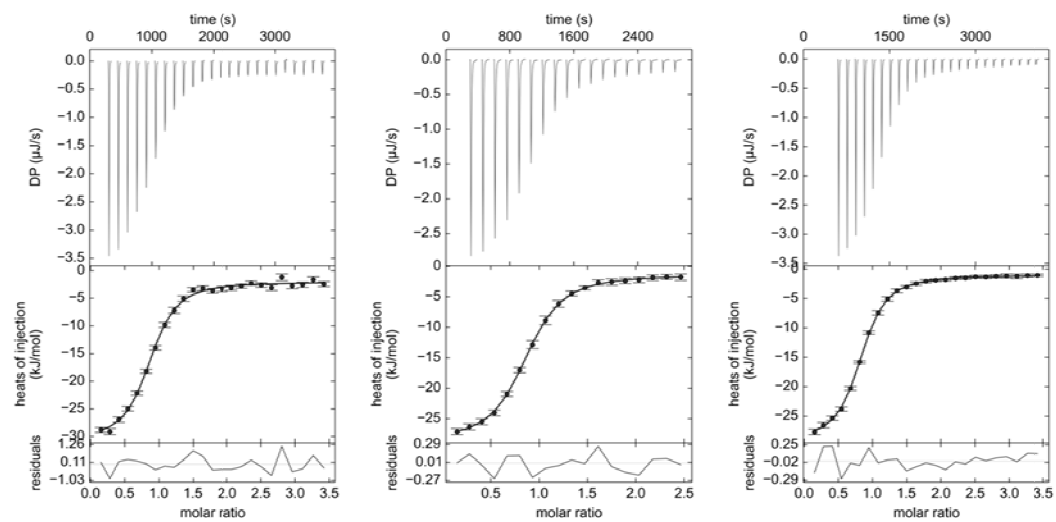 time (s)
0 1000 2000 3000
0.0
−0.5
−1.0
−1.5
−2.0
−2.5
−3.0
−3.5
DP (µJ/s)
0
−5
−10
−15
−20
−25
−30
heats of injection
(kJ/mol)
1.26
0.11
−1.03
residuals
0.0 0.5 1.0 1.5 2.0 2.5 3.0 3.5
molar ratio
time (s)
0 800 1600 2400
0.0
−0.5
−1.0
−1.5
−2.0
−2.5
DP (µJ/s)
0
−5
−10
−15
−20
−25
heats of injection
(kJ/mol)
0.29
0.01
−0.27
residuals
0.5 1.0 1.5 2.0 2.5
molar ratio
time (s)
0 1500 3000
0.0
−0.5
−1.0
−1.5
−2.0
−2.5
−3.0
−3.5
DP (µJ/s)
0
−5
−10
−15
−20
−25
heats of injection
(kJ/mol)
0.25
−0.02
−0.29
residuals
0.0 0.5 1.0 1.5 2.0 2.5 3.0 3.5
molar ratio